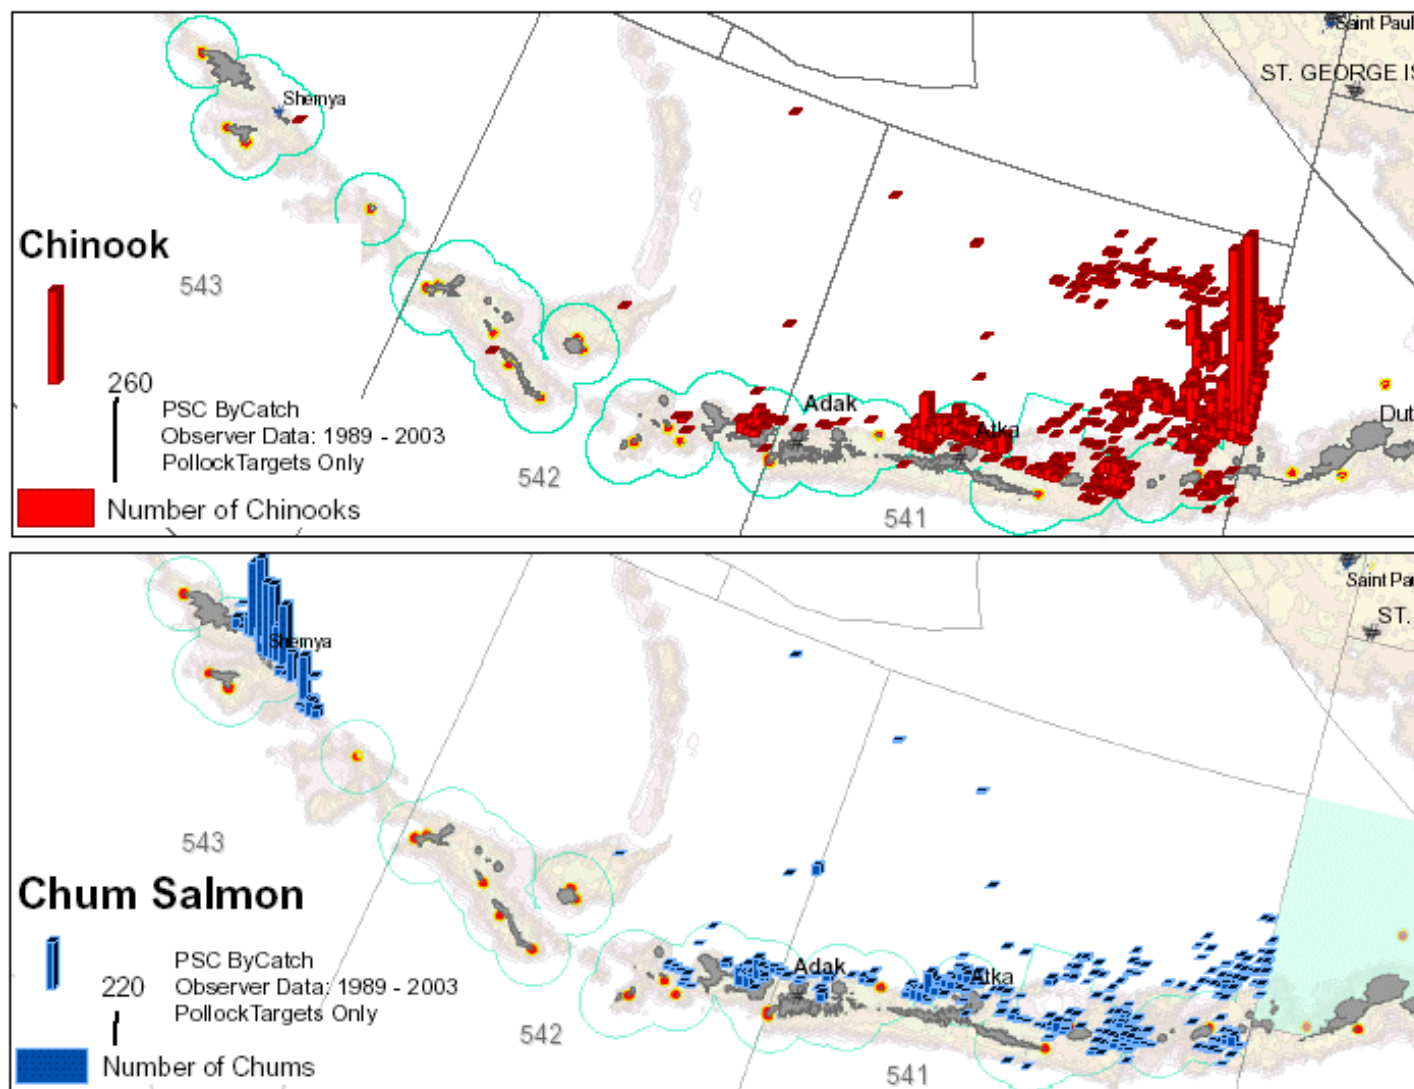 Saint Paul
ST. GEORGE IS
Shemya
Chinook
543
260
PSC ByCatch
Observer Data: 1989 - 2003
PollockTargets Only
Number of Chinooks
Adak
Atka
Dut
542
541
Saint Pau
ST.
Shemya
543
Chum Salmon
220
PSC ByCatch
Observer Data: 1989 - 2003
PollockTargets Only
Number of Chums
Adak
Atka
542
541